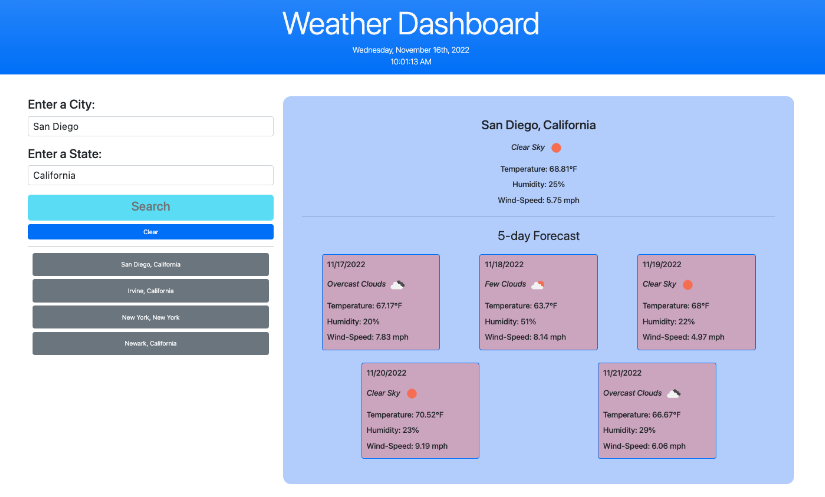 Weather Dashboard
Wednesday, November 16th, 2022
10:01:13 AM
Enter a City:
San Diego
Enter a State:
California
Search
Clear
San Diego, California
Irvine, California
New York, New York
Newark, California
San Diego, California
Clear Sky
Temperature: 68.81°F
Humidity: 25%
Wind-Speed: 5.75 mph
5-day Forecast
11/17/2022
Overcast Clouds
Temperature: 67.17°F
Humidity: 20%
Wind-Speed: 7.83 mph
11/18/2022
Few Clouds
Temperature: 63.7°F
Humidity: 51%
Wind-Speed: 8.14 mph
11/19/2022
Clear Sky
Temperature: 68°F
Humidity: 22%
Wind-Speed: 4.97 mph
11/20/2022
Clear Sky
Temperature: 70.52°F
Humidity: 23%
Wind-Speed: 9.19 mph
11/21/2022
Overcast Clouds
Temperature: 66.67°F
Humidity: 29%
Wind-Speed: 6.06 mph